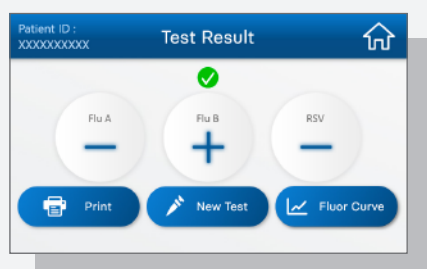 Patient ID :
XXXXXXXXXX
Test Result
Flu A
Flu B
RSV
Print
New Test
Fluor Curve